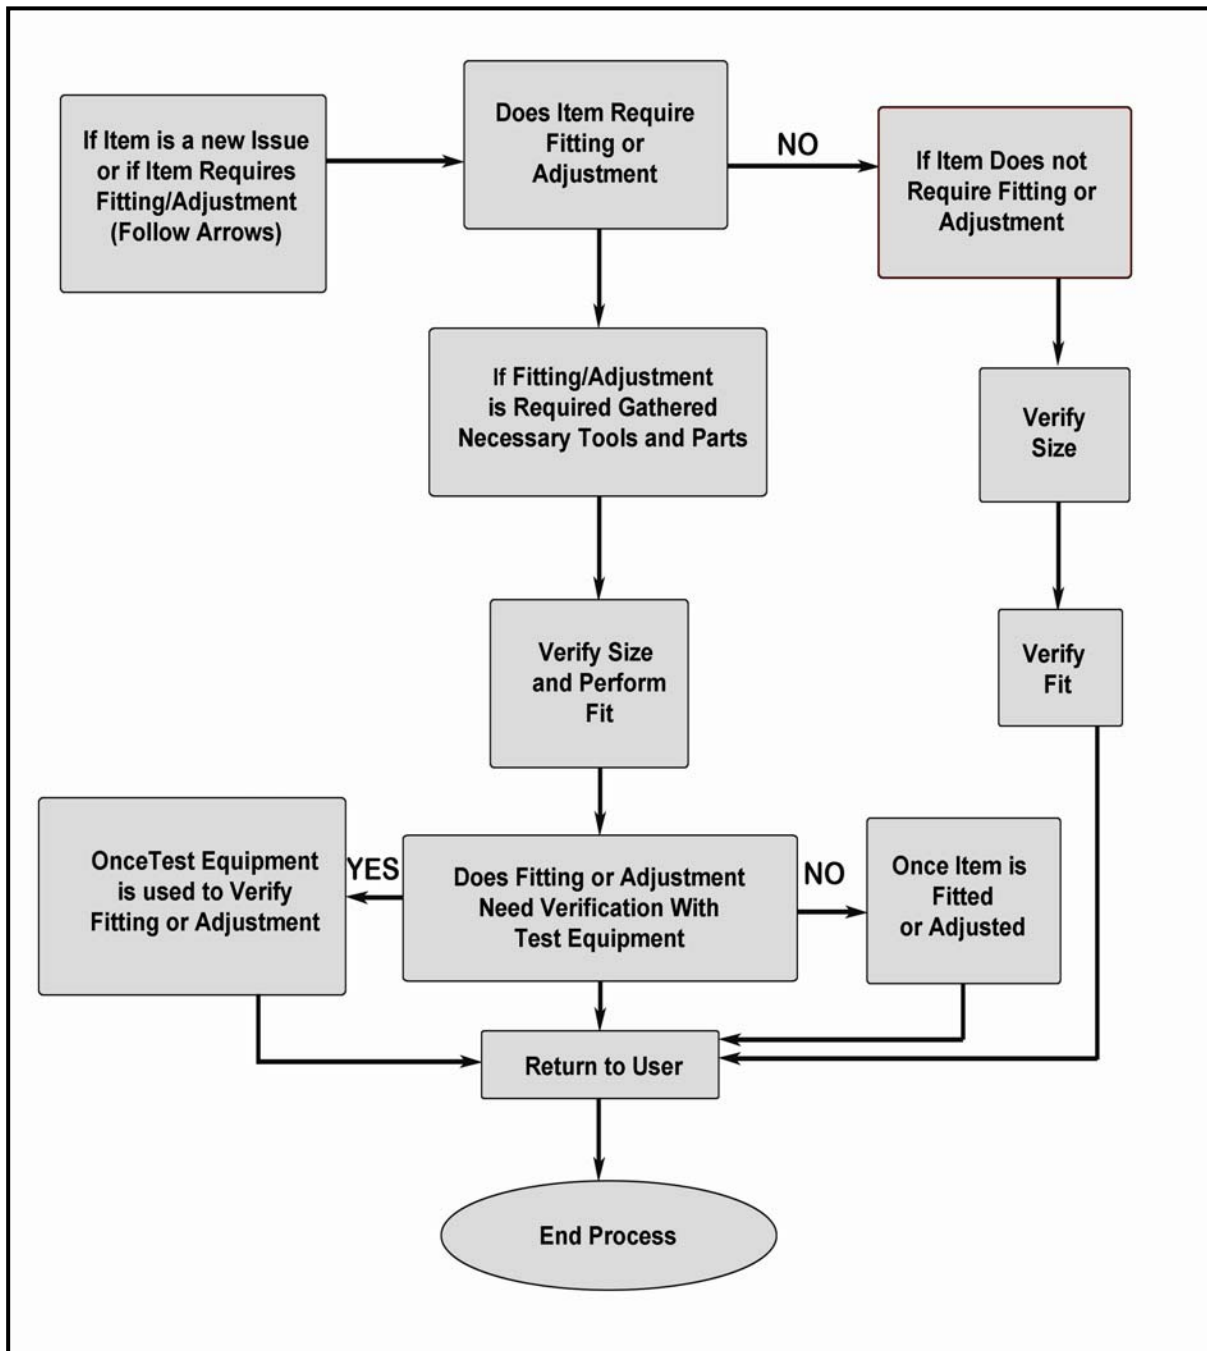 If Item is a new Issue
or if Item Requires
Fitting/Adjustment
(Follow Arrows)
Does Item Require
Fitting or
Adjustment
NO
If Item Does not
Require Fitting or
Adjustment
If Fitting/Adjustment
is Required Gathered
Necessary Tools and Parts
Verify
Size
Verify Size
and Perform
Fit
Verify
Fit
OnceTest Equipment
is used to Verify
Fitting or Adjustment
YES
Does Fitting or Adjustment
Need Verification With
Test Equipment
NO
Once Item is
Fitted
or Adjusted
Return to User
End Process